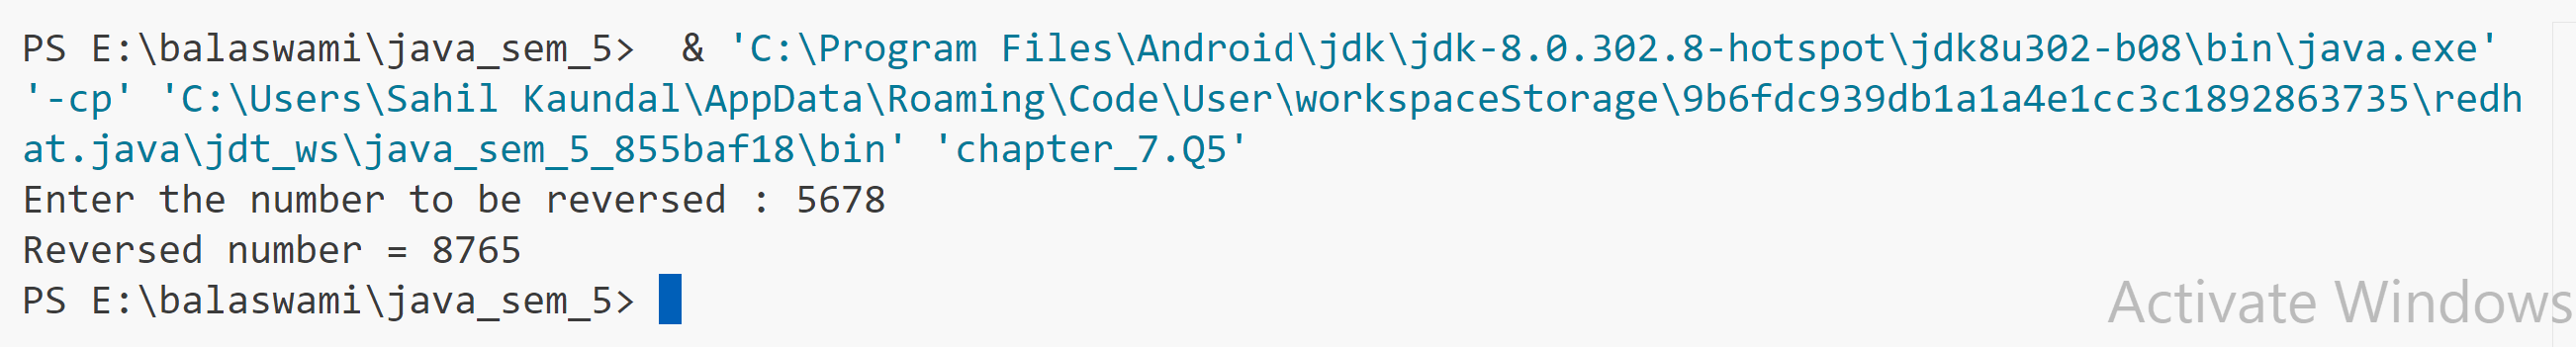 PS E:\balaswami\java_sem_5>  & 'C:\Program Files\Android\jdk\jdk-8.0.302.8-hotspot\jdk8u302-b08\bin\java.exe'
'-cp' 'C:\Users\Sahil Kaundal\AppData\Roaming\Code\User\workspaceStorage\9b6fdc939db1a1a4e1cc3c1892863735\redh
at.java\jdt_ws\java_sem_5_855baf18\bin' 'chapter_7.Q5'
Enter the number to be reversed : 5678
Reversed number = 8765
PS E:\balaswami\java_sem_5>
Activate Windows